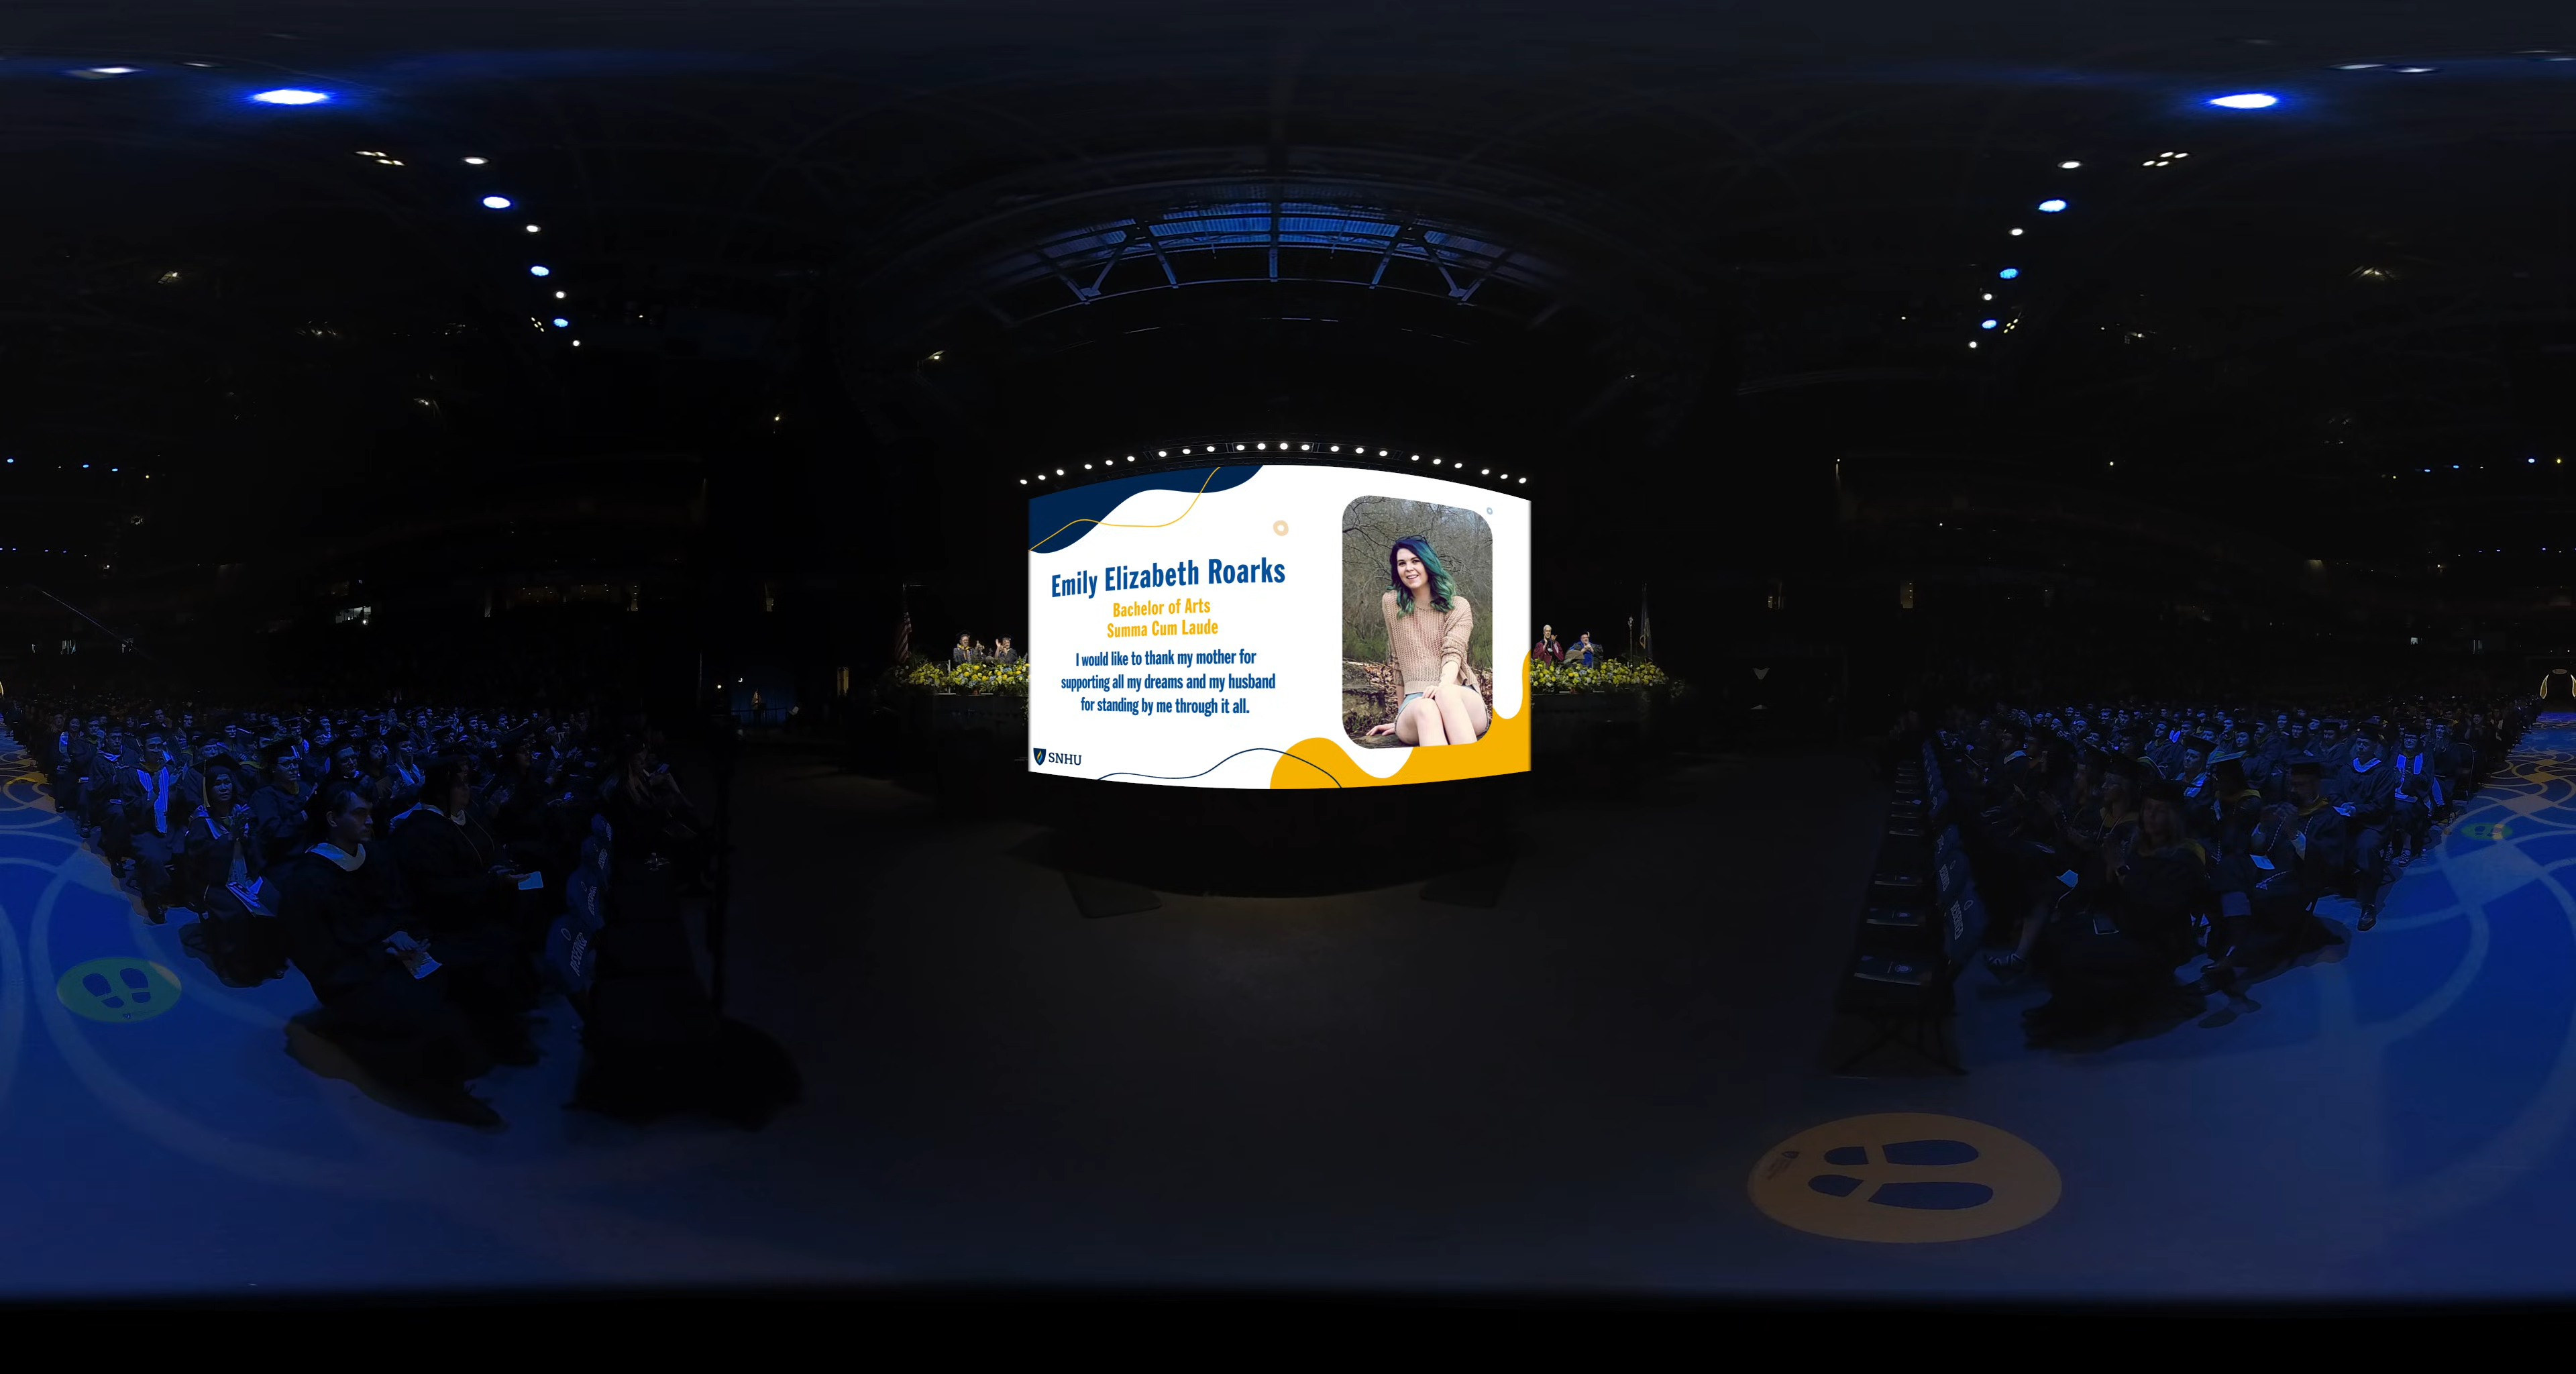 Emily Elizabeth Roarks
Bachelor of Arts
Summa Cum Laude
I would like to thank my mother for
supporting all my dreams and my husband
for standing by me through it all.
SNHU
RESERVED